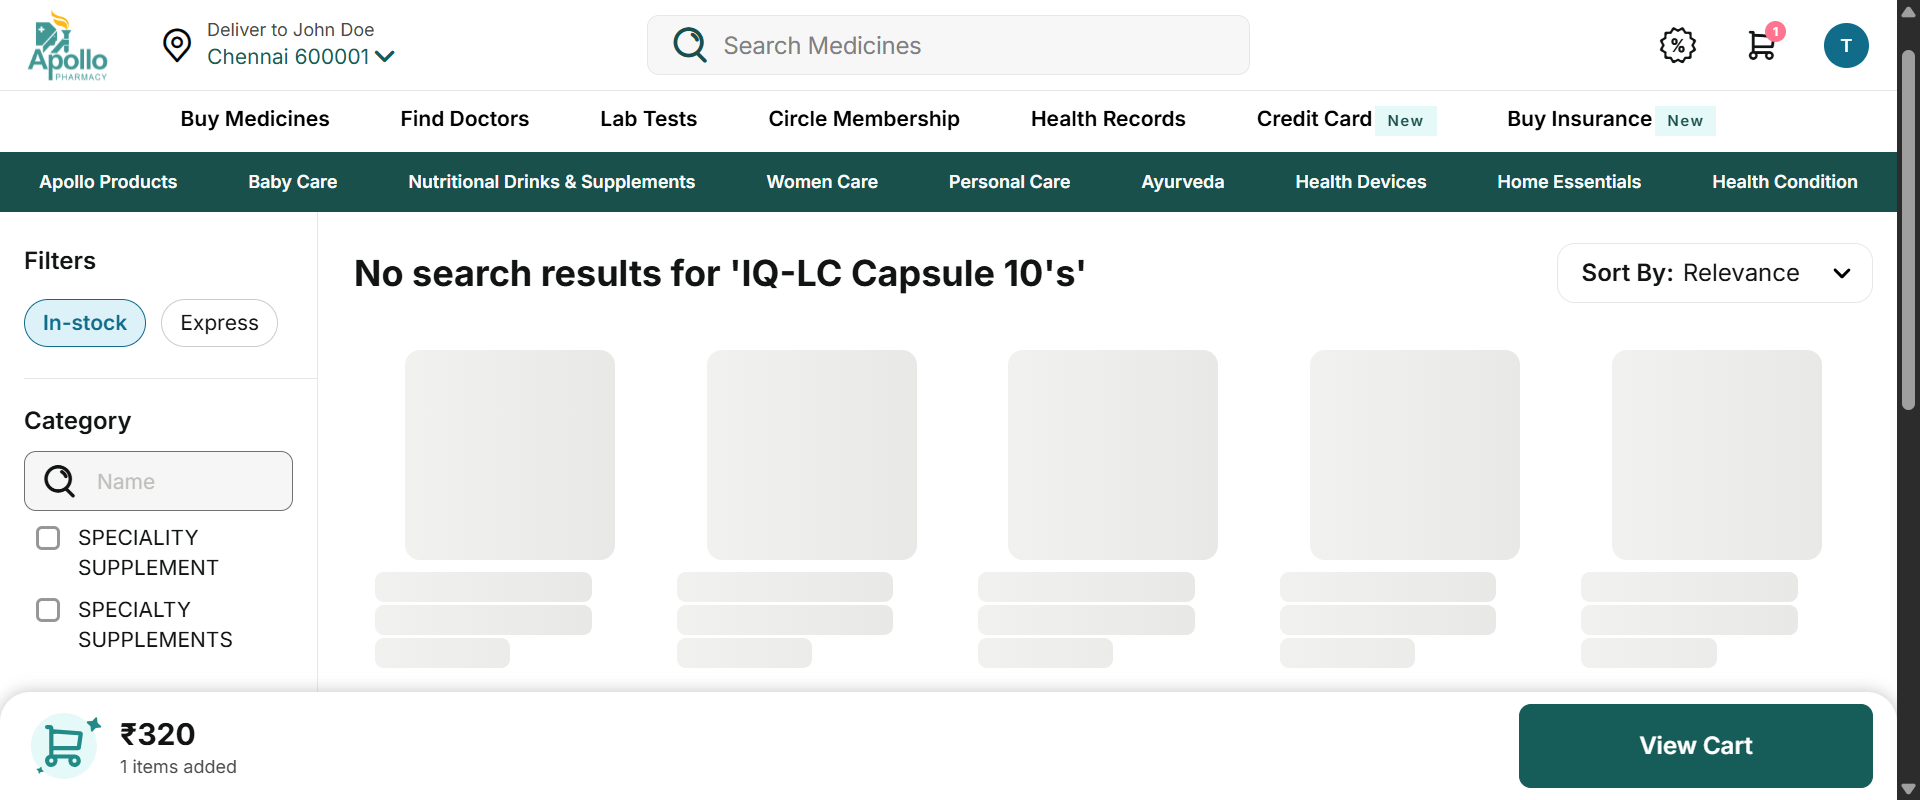 Apollo
PHARMACY
Deliver to John Doe
Chennai 600001
Search Medicines
%
1
T
Buy Medicines
Find Doctors
Lab Tests
Circle Membership
Health Records
Credit Card New
Buy Insurance New
Apollo Products
Baby Care
Nutritional Drinks & Supplements
Women Care
Personal Care
Ayurveda
Health Devices
Home Essentials
Health Condition
Filters
In-stock
Express
Category
Name
SPECIALITY
SUPPLEMENT
SPECIALTY
SUPPLEMENTS
No search results for 'IQ-LC Capsule 10's'
Sort By: Relevance
₹320
1 items added
View Cart